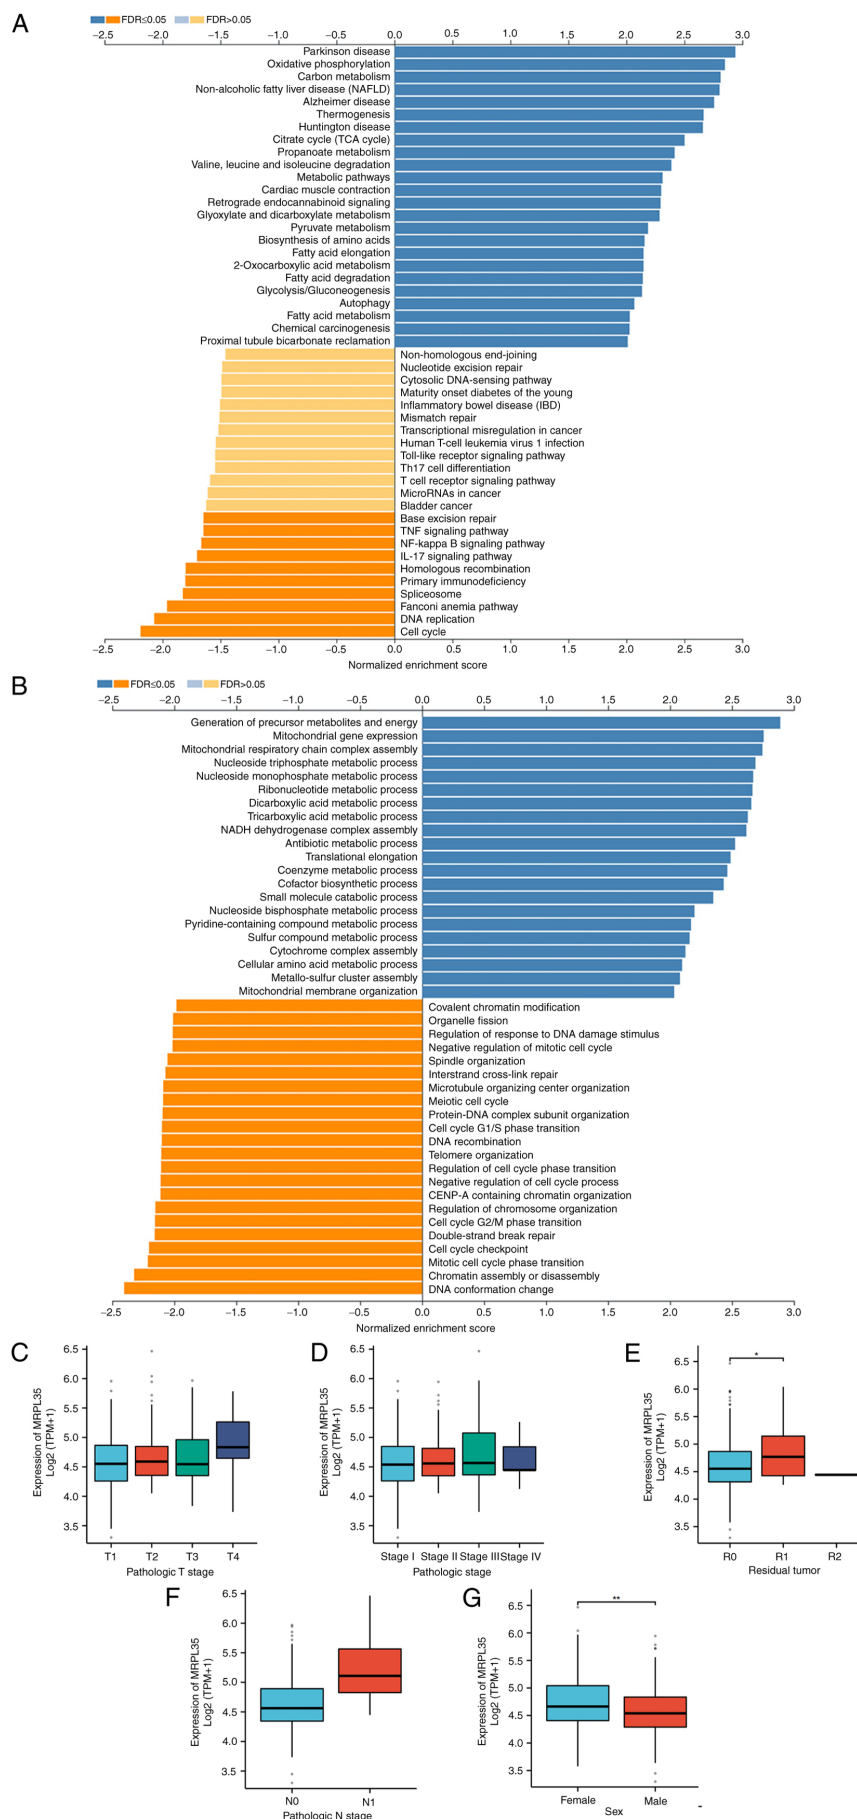 A
FDR≤0.05 FDR>0.05
−2.5 −2.0 −1.5 −1.0 −0.5 0.0 0.5 1.0 1.5 2.0 2.5 3.0
Parkinson disease
Oxidative phosphorylation
Carbon metabolism
Non-alcoholic fatty liver disease (NAFLD)
Alzheimer disease
Thermogenesis
Huntington disease
Citrate cycle (TCA cycle)
Propanoate metabolism
Valine, leucine and isoleucine degradation
Metabolic pathways
Cardiac muscle contraction
Retrograde endocannabinoid signaling
Glyoxylate and dicarboxylate metabolism
Pyruvate metabolism
Biosynthesis of amino acids
Fatty acid elongation
2-Oxocarboxylic acid metabolism
Fatty acid degradation
Glycolysis/Gluconeogenesis
Autophagy
Fatty acid metabolism
Chemical carcinogenesis
Proximal tubule bicarbonate reclamation
Non-homologous end-joining
Nucleotide excision repair
Cytosolic DNA-sensing pathway
Maturity onset diabetes of the young
Inflammatory bowel disease (IBD)
Mismatch repair
Transcriptional misregulation in cancer
Human T-cell leukemia virus 1 infection
Toll-like receptor signaling pathway
Th17 cell differentiation
T cell receptor signaling pathway
MicroRNAs in cancer
Bladder cancer
Base excision repair
TNF signaling pathway
NF-kappa B signaling pathway
IL-17 signaling pathway
Homologous recombination
Primary immunodeficiency
Spliceosome
Fanconi anemia pathway
DNA replication
Cell cycle
−2.5 −2.0 −1.5 −1.0 −0.5 0.0 0.5 1.0 1.5 2.0 2.5 3.0
Normalized enrichment score
B
FDR≤0.05 FDR>0.05
−2.5 −2.0 −1.5 −1.0 −0.5 0.0 0.5 1.0 1.5 2.0 2.5 3.0
Generation of precursor metabolites and energy
Mitochondrial gene expression
Mitochondrial respiratory chain complex assembly
Nucleoside triphosphate metabolic process
Nucleoside monophosphate metabolic process
Ribonucleotide metabolic process
Dicarboxylic acid metabolic process
Tricarboxylic acid metabolic process
NADH dehydrogenase complex assembly
Antibiotic metabolic process
Translational elongation
Coenzyme metabolic process
Cofactor biosynthetic process
Small molecule catabolic process
Nucleoside bisphosphate metabolic process
Pyridine-containing compound metabolic process
Sulfur compound metabolic process
Cytochrome complex assembly
Cellular amino acid metabolic process
Metallo-sulfur cluster assembly
Mitochondrial membrane organization
Covalent chromatin modification
Organelle fission
Regulation of response to DNA damage stimulus
Negative regulation of mitotic cell cycle
Spindle organization
Interstrand cross-link repair
Microtubule organizing center organization
Meiotic cell cycle
Protein-DNA complex subunit organization
Cell cycle G1/S phase transition
DNA recombination
Telomere organization
Regulation of cell cycle phase transition
Negative regulation of cell cycle process
CENP-A containing chromatin organization
Regulation of chromosome organization
Cell cycle G2/M phase transition
Double-strand break repair
Cell cycle checkpoint
Mitotic cell cycle phase transition
Chromatin assembly or disassembly
DNA conformation change
−2.5 −2.0 −1.5 −1.0 −0.5 0.0 0.5 1.0 1.5 2.0 2.5 3.0
Normalized enrichment score
C
Expression of MRPL35
Log2 (TPM+1)
6.5
6.0
5.5
5.0
4.5
4.0
3.5
T1 T2 T3 T4
Pathologic T stage
D
Expression of MRPL35
Log2 (TPM+1)
6.5
6.0
5.5
5.0
4.5
4.0
3.5
Stage I Stage II Stage III Stage IV
Pathologic stage
E
Expression of MRPL35
Log2 (TPM+1)
6.5
6.0
5.5
5.0
4.5
4.0
3.5
*
R0 R1 R2
Residual tumor
F
Expression of MRPL35
Log2 (TPM+1)
6.5
6.0
5.5
5.0
4.5
4.0
3.5
N0 N1
Pathologic N stage
G
Expression of MRPL35
Log2 (TPM+1)
6.5
6.0
5.5
5.0
4.5
4.0
3.5
**
Female Male
Sex